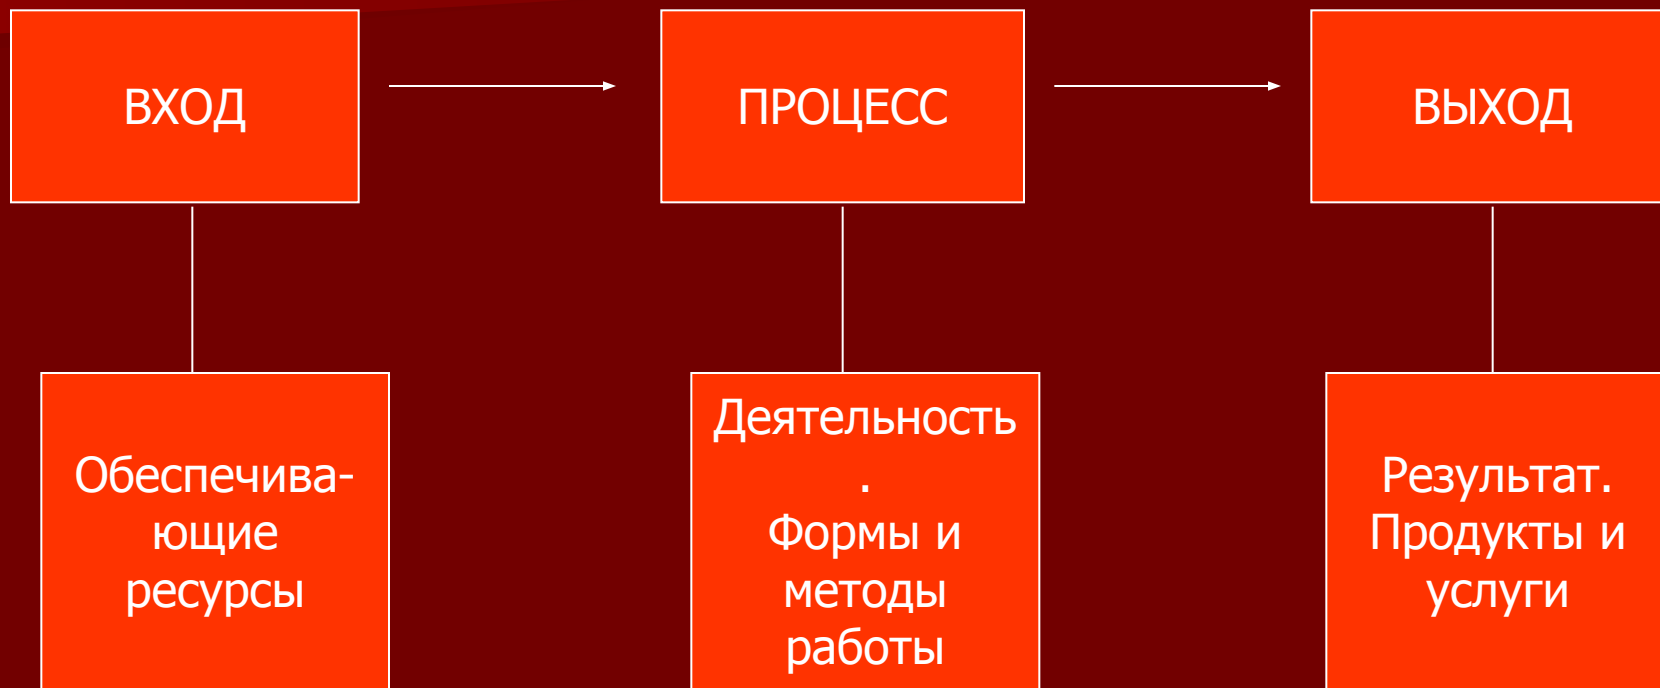 ВХОД
ПРОЦЕСС
ВЫХОД
Обеспечива-
ющие
ресурсы
Деятельность
.
Формы и
методы
работы
Результат.
Продукты и
услуги